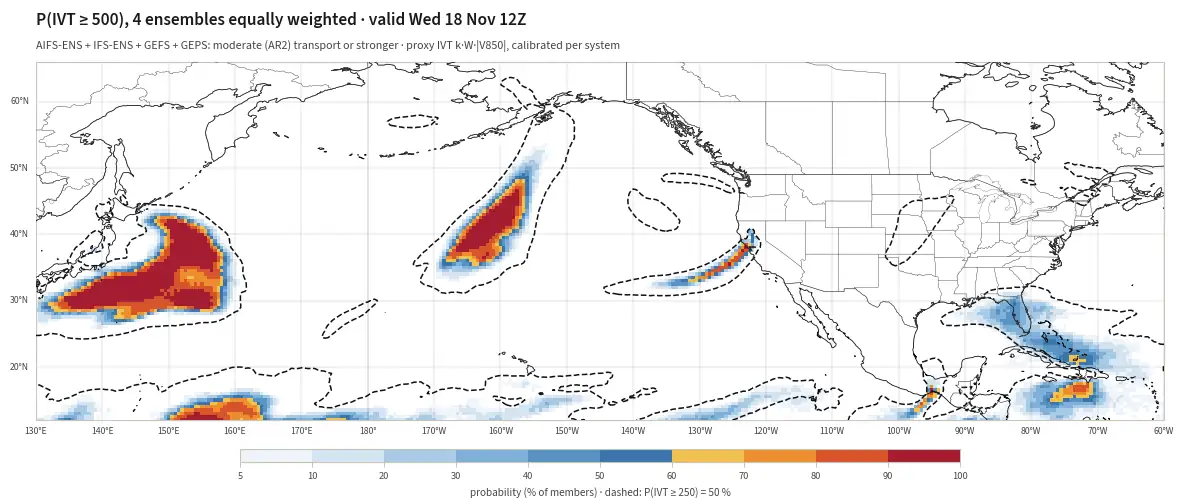 P(IVT ≥ 500), 4 ensembles equally weighted · valid Wed 18 Nov 12Z
AIFS-ENS + IFS-ENS + GEFS + GEPS: moderate (AR2) transport or stronger · proxy IVT k·W·|V850|, calibrated per system
60°N
50°N
40°N
30°N
20°N
130°E 140°E 150°E 160°E 170°E 180° 170°W 160°W 150°W 140°W 130°W 120°W 110°W 100°W 90°W 80°W 70°W 60°W
5 10 20 30 40 50 60 70 80 90 100
probability (% of members) · dashed: P(IVT ≥ 250) = 50 %